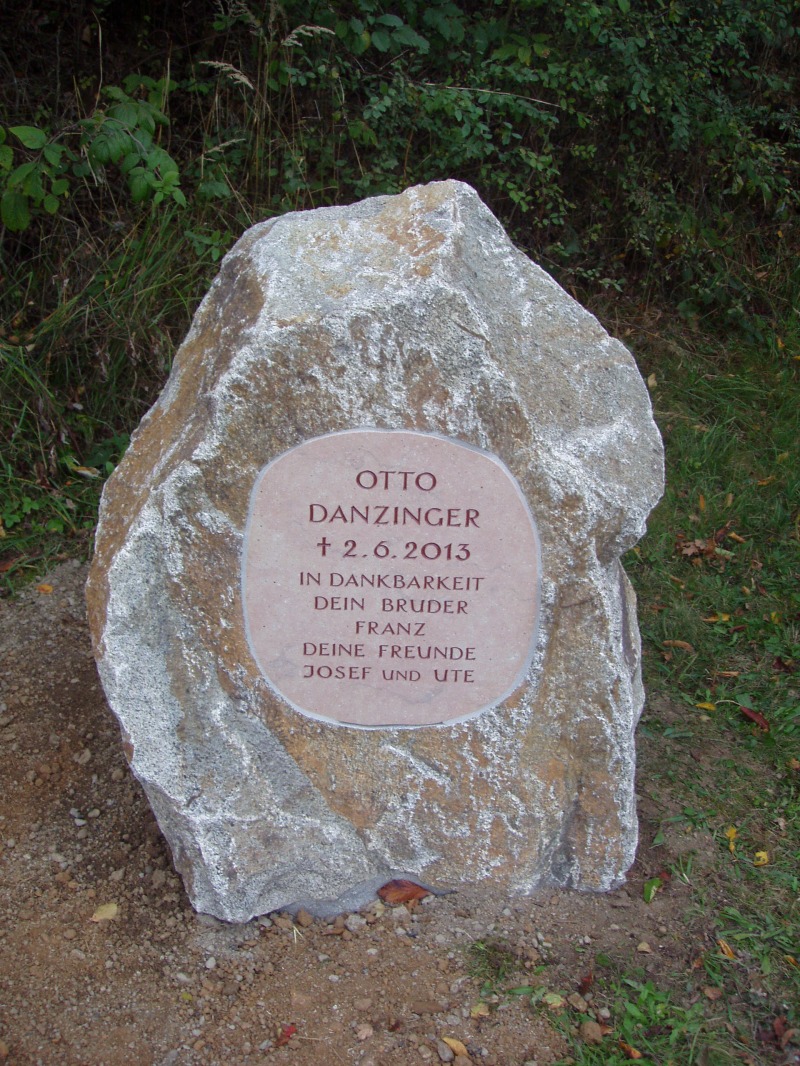 OTTO
DANZINGER
† 2.6.2013
IN DANKBARKEIT
DEIN BRUDER
FRANZ
DEINE FREUNDE
JOSEF UND UTE